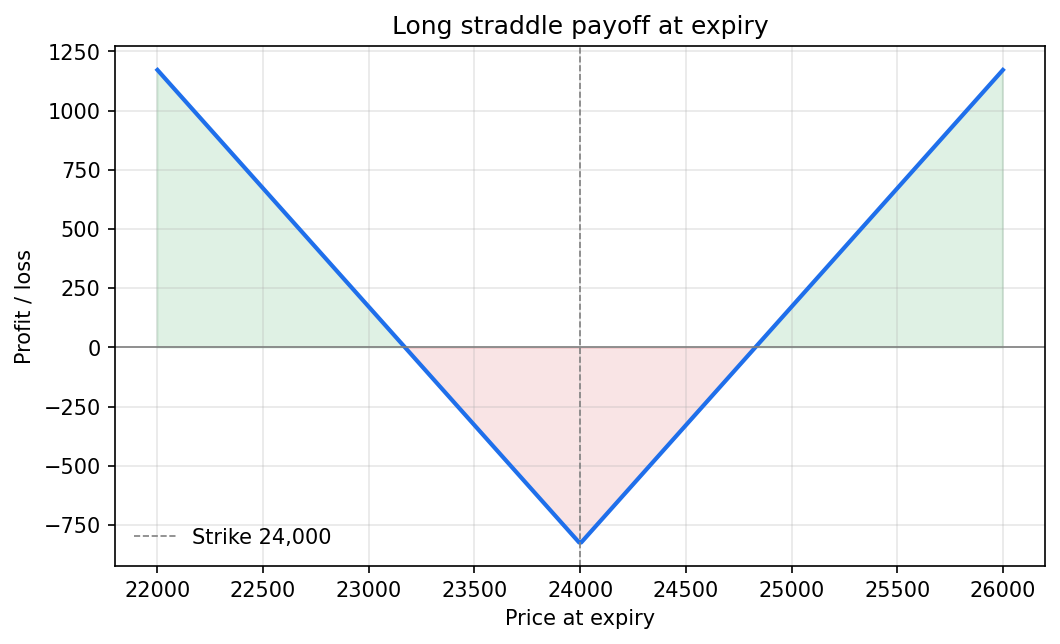 Long straddle payoff at expiry
Profit / loss
1250
1000
750
500
250
0
−250
−500
−750
Strike 24,000
22000 22500 23000 23500 24000 24500 25000 25500 26000
Price at expiry